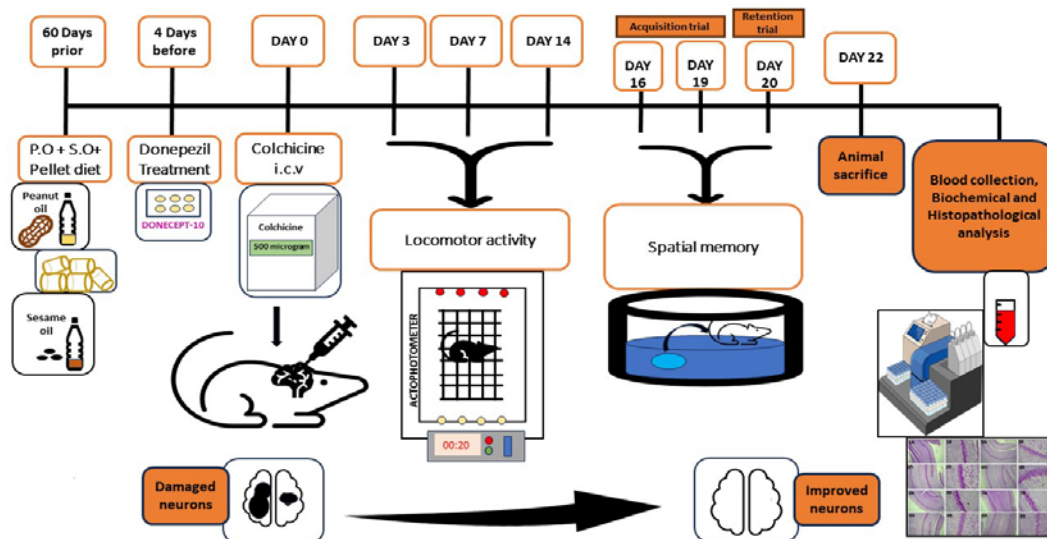 60 Days
prior
4 Days
before
DAY 0
DAY 3
DAY 7
DAY 14
Acquisition trial
Retention
trial
DAY
16
DAY
19
DAY
20
DAY 22
P.O + S.O+
Pellet diet
Donepezil
Treatment
Colchicine
i.c.v
Animal
sacrifice
Blood collection,
Biochemical and
Histopathological
analysis
Peanut
oil
DONECEPT-10
Colchicine
500 microgram
Locomotor activity
Spatial memory
Sesame
oil
ACTOPHOTOMETER
00:20
Damaged
neurons
Improved
neurons